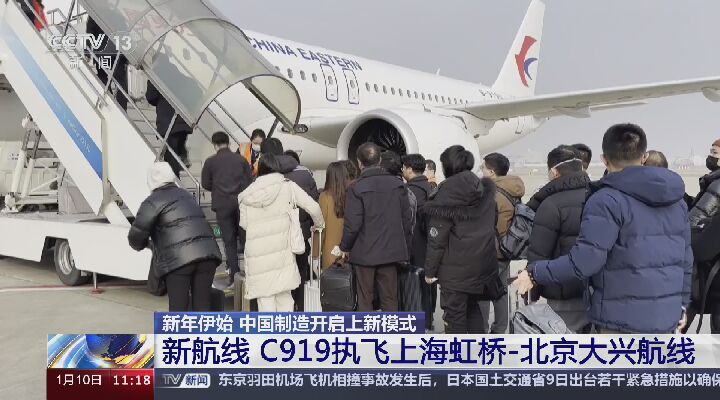 CCTV 13
新闻
CHINA EASTERN
新年伊始 中国制造开启上新模式
新航线 C919执飞上海虹桥-北京大兴航线
1月10日 11:18 TV新闻 东京羽田机场飞机相撞事故发生后，日本国土交通省9日出台若干紧急措施以确保